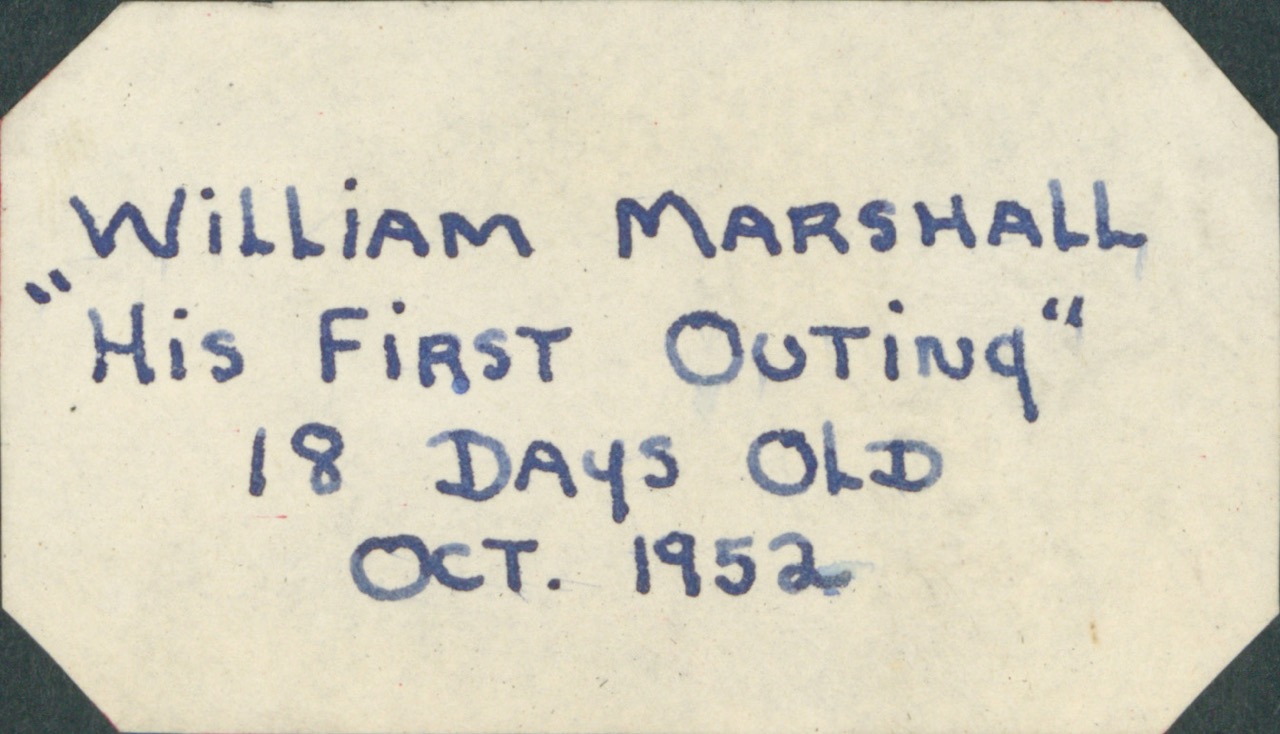 WiLLiAM MARSHALL
"His FiRST OUTiNg"
18 DAys OLD
OCT. 1952